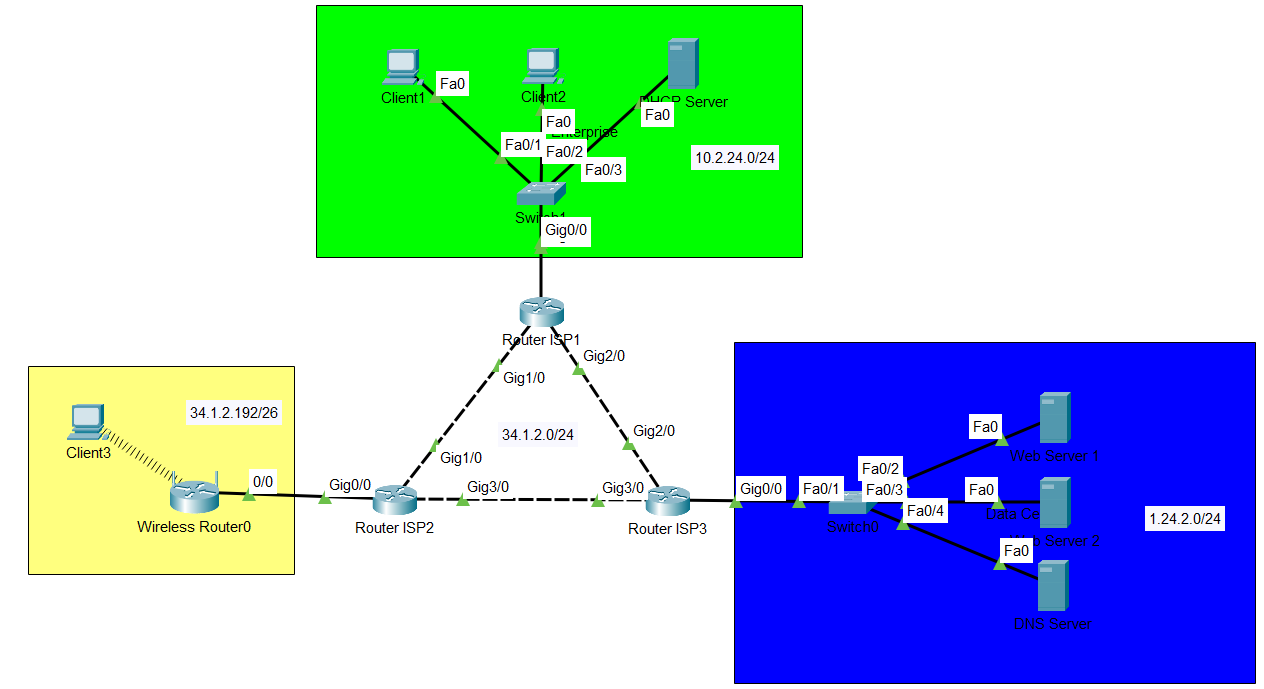 Fa0
Client1
Client2
DHCP Server
Fa0
Fa0
Enterprise
Fa0/1
Fa0/2
10.2.24.0/24
Fa0/3
Switch1
Gig0/0
Router ISP1
Gig2/0
Gig1/0
34.1.2.192/26
Client3
34.1.2.0/24
Gig2/0
Gig1/0
0/0
Gig0/0
Gig3/0
Gig3/0
Gig0/0
Fa0/1
Fa0/2
Fa0/3
Fa0/4
Fa0
Web Server 1
Fa0
Wireless Router0
Router ISP2
Router ISP3
Switch0
Data Ce
1.24.2.0/24
Web Server 2
Fa0
DNS Server